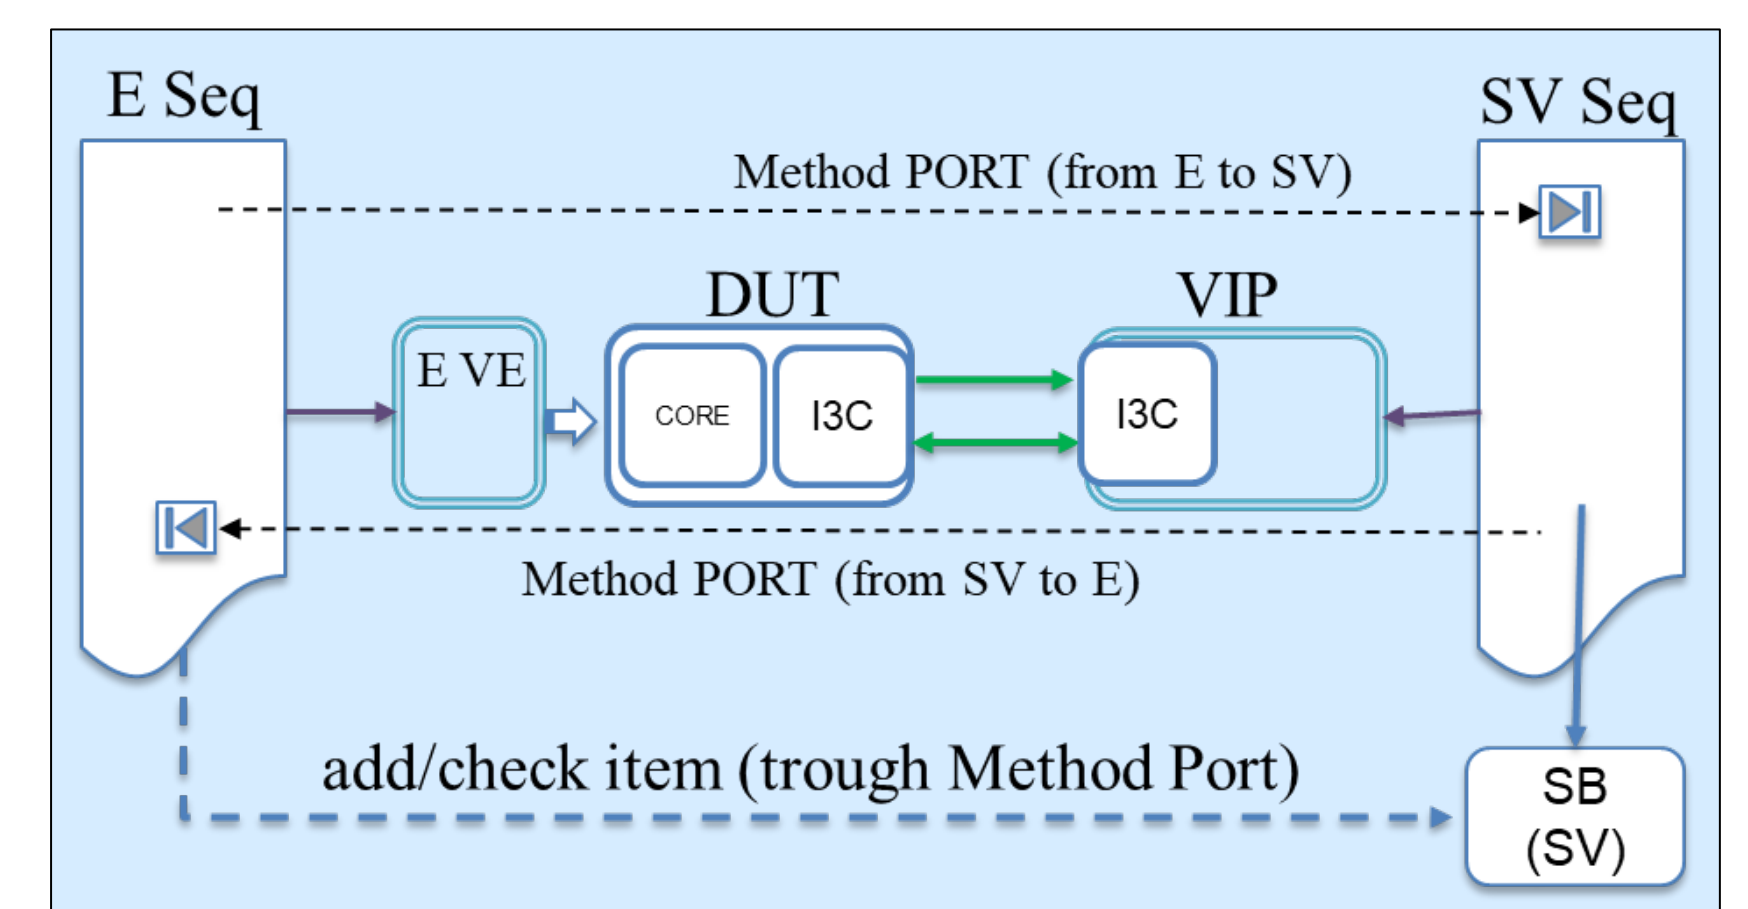 E Seq
SV Seq
Method PORT (from E to SV)
DUT
VIP
E VE
CORE
I3C
I3C
Method PORT (from SV to E)
add/check item (trough Method Port)
SB
(SV)